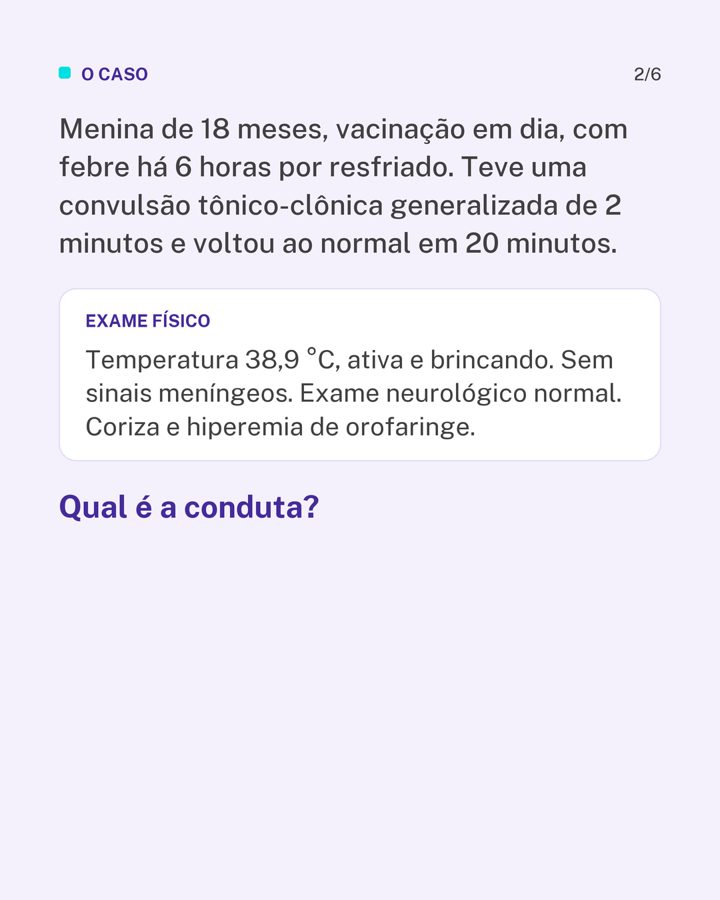 O CASO
2/6
Menina de 18 meses, vacinação em dia, com
febre há 6 horas por resfriado. Teve uma
convulsão tônico-clônica generalizada de 2
minutos e voltou ao normal em 20 minutos.
EXAME FÍSICO
Temperatura 38,9 °C, ativa e brincando. Sem
sinais meníngeos. Exame neurológico normal.
Coriza e hiperemia de orofaringe.
Qual é a conduta?